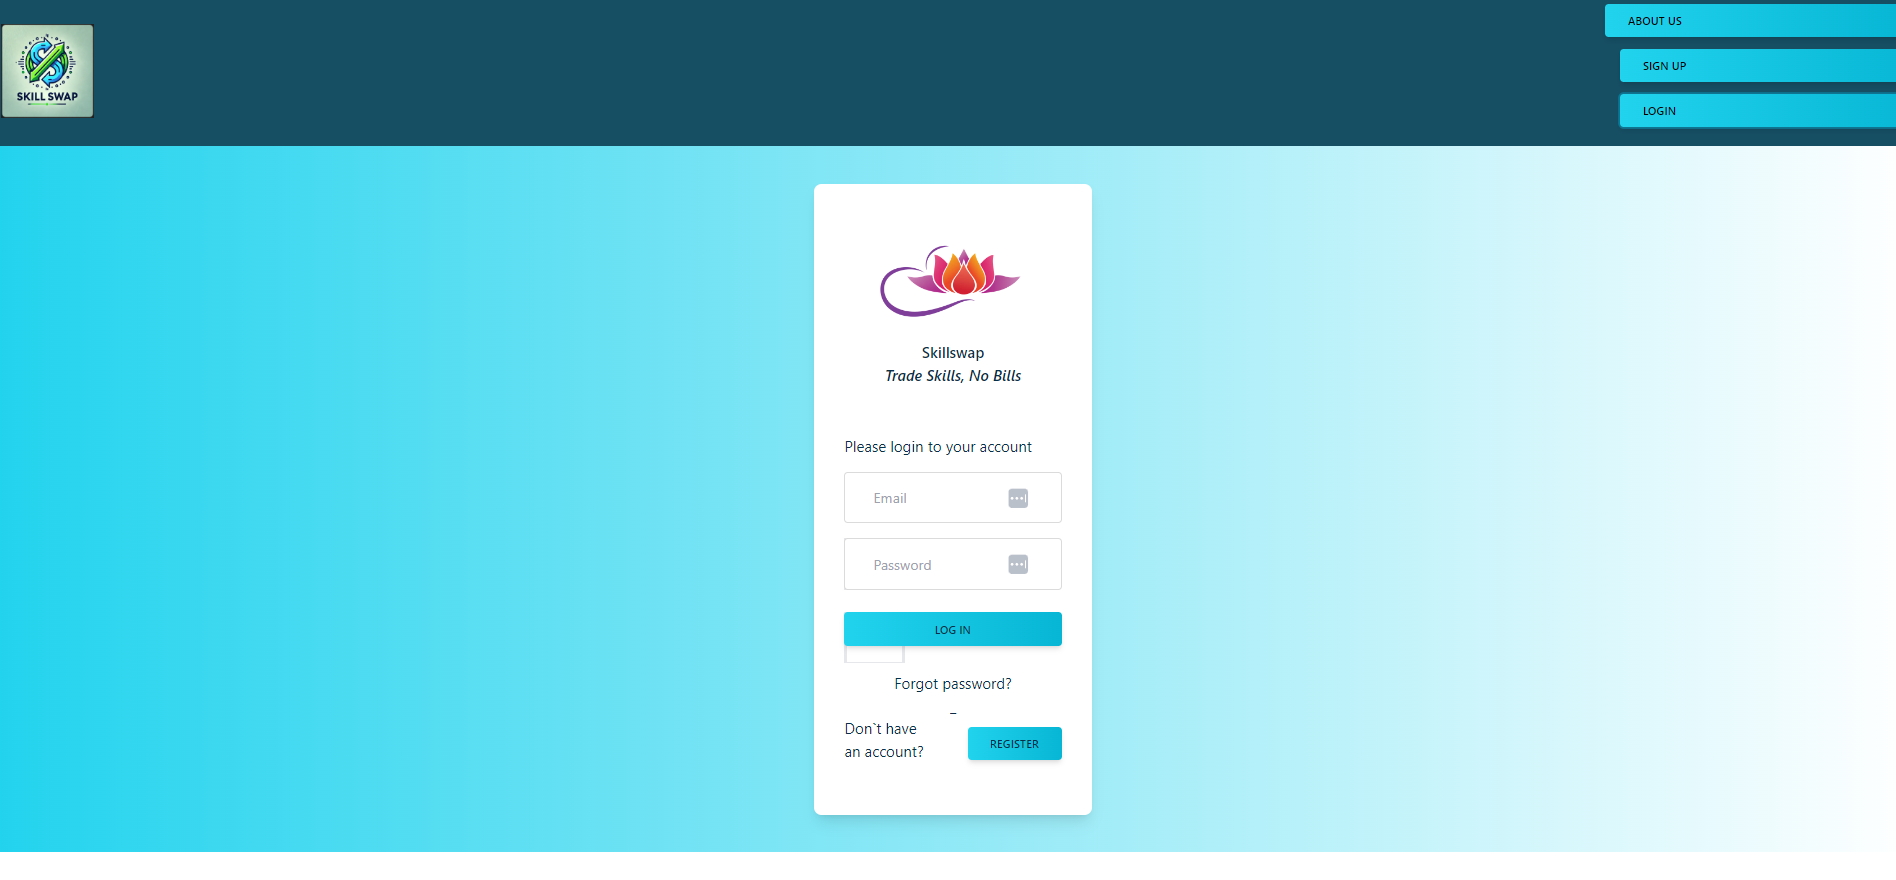 SKILL SWAP
ABOUT US
SIGN UP
LOGIN
Skillswap
Trade Skills, No Bills
Please login to your account
Email
Password
LOG IN
Forgot password?
Don`t have
an account?
REGISTER